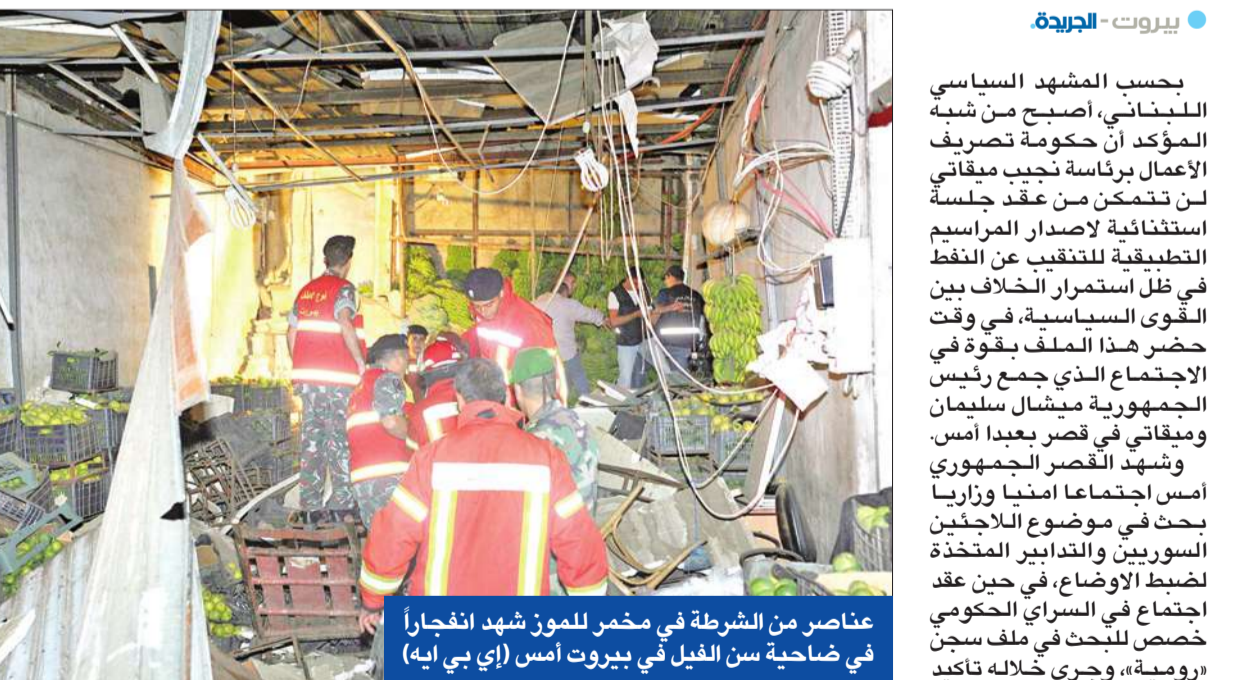 بيروت - الجريدة.
بحسب المشهد السياسي
اللبناني، أصبح من شبه
المؤكد أن حكومة تصريف
الأعمال برئاسة نجيب ميقاتي
لن تتمكن من عقد جلسة
استثنائية لاصدار المراسيم
التطبيقية للتنقيب عن النفط
في ظل استمرار الخلاف بين
القوى السياسية، في وقت
حضر هذا الملف بقوة في
الاجتماع الذي جمع رئيس
الجمهورية ميشال سليمان
وميقاتي في قصر بعبدا أمس.
وشهد القصر الجمهوري
أمس اجتماعا امنيا وزاريا
بحث في موضوع اللاجئين
السوريين والتدابير المتخذة
لضبط الاوضاع، في حين عقد
اجتماع في السراي الحكومي
خصص للبحث في ملف سجن
«رومية»، وجرى خلاله تأكيد
عناصر من الشرطة في مخمر للموز شهد انفجاراً
في ضاحية سن الفيل في بيروت أمس (إي بي ايه)